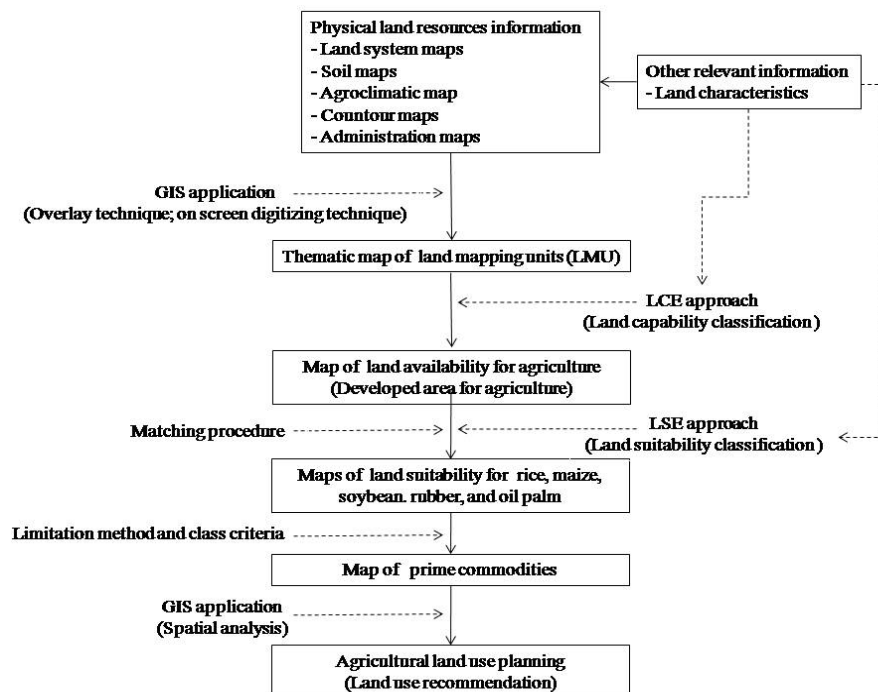 Physical land resources information
- Land system maps
- Soil maps
- Agroclimatic map
- Countour maps
- Administration maps
Other relevant information
- Land characteristics
GIS application
(Overlay technique; on screen digitizing technique)
Thematic map of land mapping units (LMU)
LCE approach
(Land capability classification )
Map of land availability for agriculture
(Developed area for agriculture)
Matching procedure
LSE approach
(Land suitability classification )
Maps of land suitability for rice, maize,
soybean. rubber, and oil palm
Limitation method and class criteria
Map of prime commodities
GIS application
(Spatial analysis)
Agricultural land use planning
(Land use recommendation)